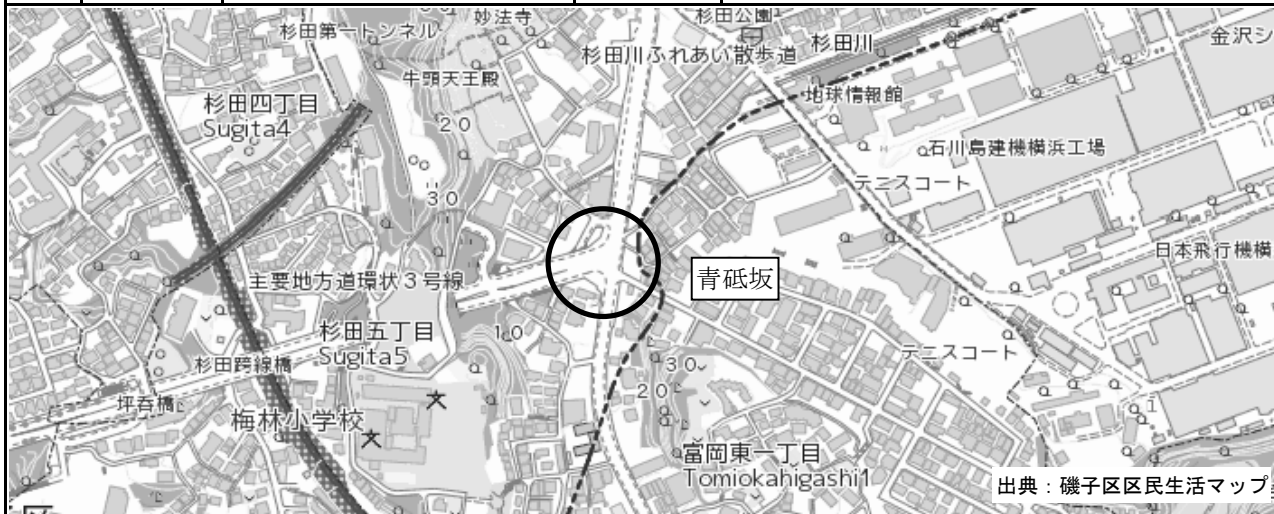 杉田第一トンネル
妙法寺
杉田公園
杉田川ふれあい散歩道
杉田川
金沢シ
牛頭天王殿
地球情報館
杉田四丁目
Sugita4
20
石川島建機横浜工場
テニスコート
30
主要地方道環状3号線
青砥坂
日本飛行機横
杉田五丁目
Sugita5
10
杉田跨線橋
30
20
テニスコート
坪呑橋
梅林小学校
富岡東一丁目
Tomiokahigashi1
出典：磯子区区民生活マップ